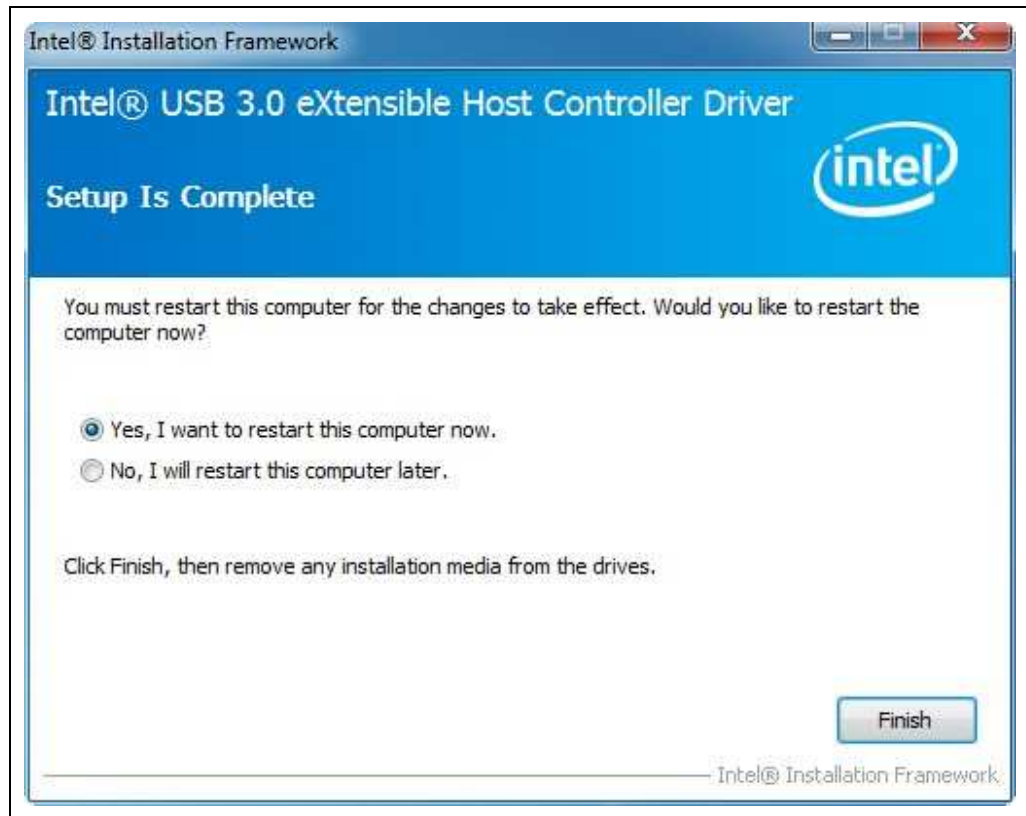 Intel® Installation Framework
Intel® USB 3.0 eXtensible Host Controller Driver
(intel)
Setup Is Complete
You must restart this computer for the changes to take effect. Would you like to restart the
computer now?
Yes, I want to restart this computer now.
No, I will restart this computer later.
Click Finish, then remove any installation media from the drives.
Finish
Intel® Installation Framework